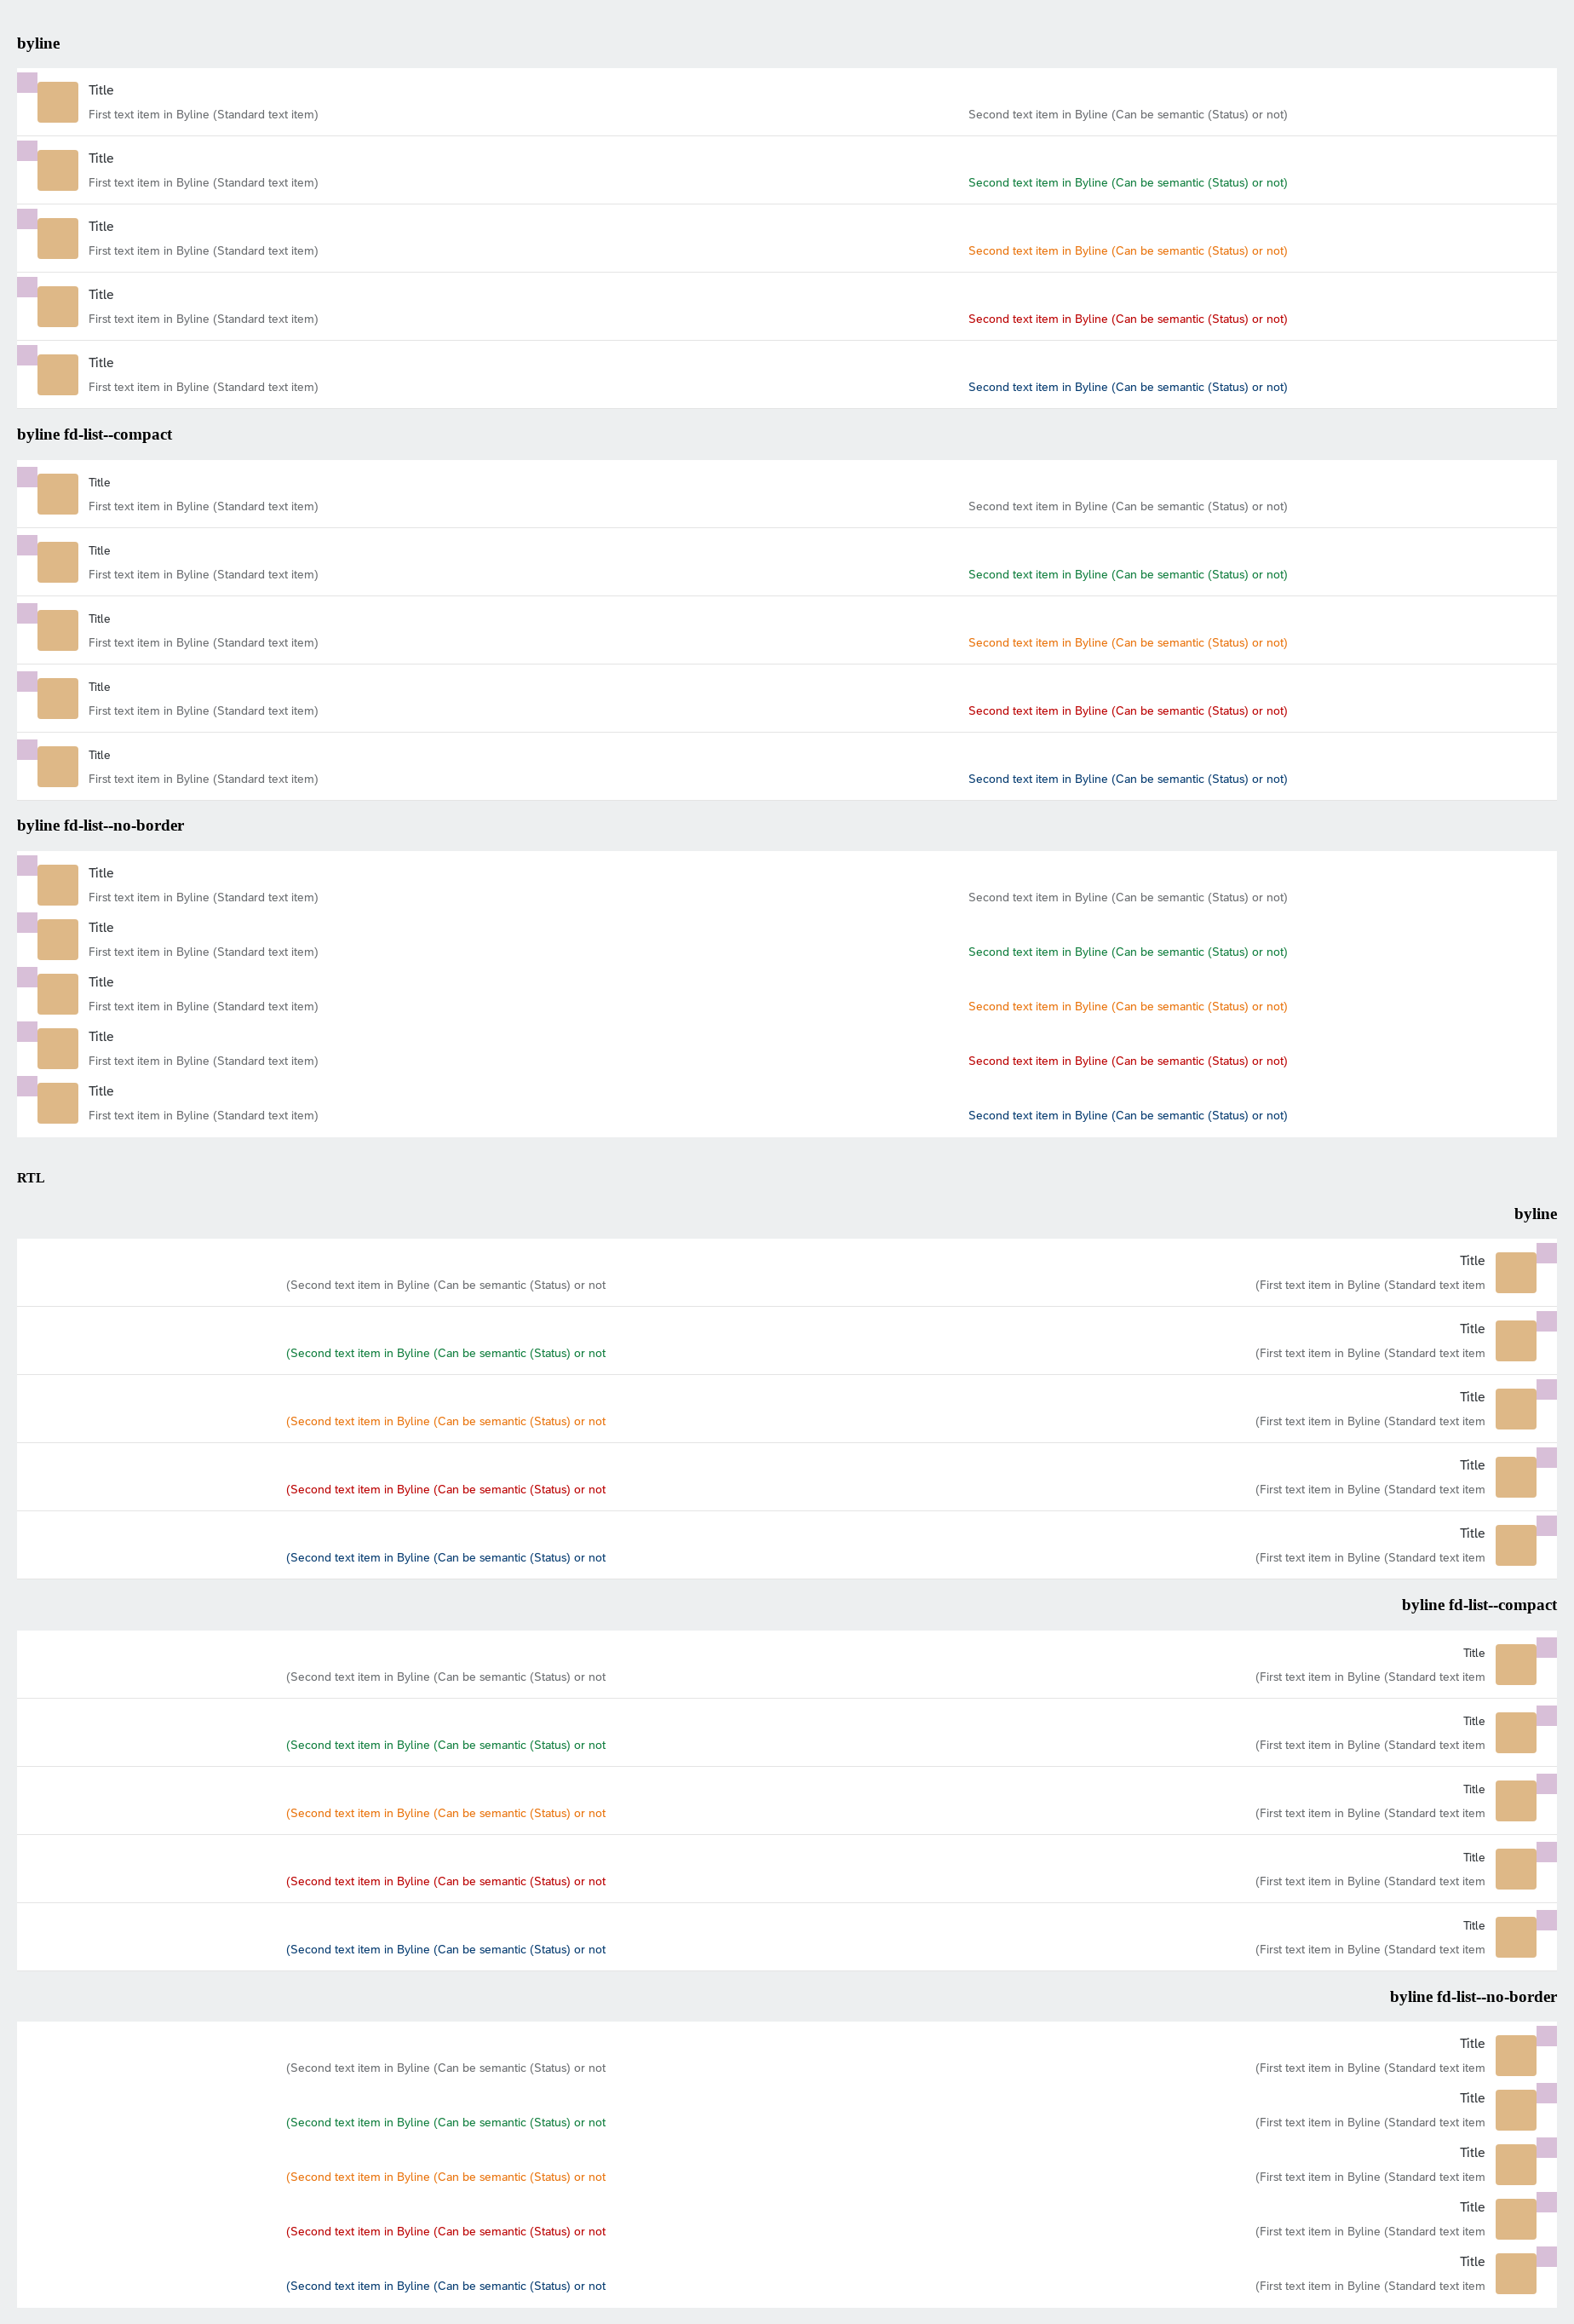 byline
Title
First text item in Byline (Standard text item) Second text item in Byline (Can be semantic (Status) or not)
Title
First text item in Byline (Standard text item) Second text item in Byline (Can be semantic (Status) or not)
Title
First text item in Byline (Standard text item) Second text item in Byline (Can be semantic (Status) or not)
Title
First text item in Byline (Standard text item) Second text item in Byline (Can be semantic (Status) or not)
Title
First text item in Byline (Standard text item) Second text item in Byline (Can be semantic (Status) or not)
byline fd-list--compact
Title
First text item in Byline (Standard text item) Second text item in Byline (Can be semantic (Status) or not)
Title
First text item in Byline (Standard text item) Second text item in Byline (Can be semantic (Status) or not)
Title
First text item in Byline (Standard text item) Second text item in Byline (Can be semantic (Status) or not)
Title
First text item in Byline (Standard text item) Second text item in Byline (Can be semantic (Status) or not)
Title
First text item in Byline (Standard text item) Second text item in Byline (Can be semantic (Status) or not)
byline fd-list--no-border
Title
First text item in Byline (Standard text item) Second text item in Byline (Can be semantic (Status) or not)
Title
First text item in Byline (Standard text item) Second text item in Byline (Can be semantic (Status) or not)
Title
First text item in Byline (Standard text item) Second text item in Byline (Can be semantic (Status) or not)
Title
First text item in Byline (Standard text item) Second text item in Byline (Can be semantic (Status) or not)
Title
First text item in Byline (Standard text item) Second text item in Byline (Can be semantic (Status) or not)
RTL
byline
Title
(Second text item in Byline (Can be semantic (Status) or not (First text item in Byline (Standard text item
Title
(Second text item in Byline (Can be semantic (Status) or not (First text item in Byline (Standard text item
Title
(Second text item in Byline (Can be semantic (Status) or not (First text item in Byline (Standard text item
Title
(Second text item in Byline (Can be semantic (Status) or not (First text item in Byline (Standard text item
Title
(Second text item in Byline (Can be semantic (Status) or not (First text item in Byline (Standard text item
byline fd-list--compact
Title
(Second text item in Byline (Can be semantic (Status) or not (First text item in Byline (Standard text item
Title
(Second text item in Byline (Can be semantic (Status) or not (First text item in Byline (Standard text item
Title
(Second text item in Byline (Can be semantic (Status) or not (First text item in Byline (Standard text item
Title
(Second text item in Byline (Can be semantic (Status) or not (First text item in Byline (Standard text item
Title
(Second text item in Byline (Can be semantic (Status) or not (First text item in Byline (Standard text item
byline fd-list--no-border
Title
(Second text item in Byline (Can be semantic (Status) or not (First text item in Byline (Standard text item
Title
(Second text item in Byline (Can be semantic (Status) or not (First text item in Byline (Standard text item
Title
(Second text item in Byline (Can be semantic (Status) or not (First text item in Byline (Standard text item
Title
(Second text item in Byline (Can be semantic (Status) or not (First text item in Byline (Standard text item
Title
(Second text item in Byline (Can be semantic (Status) or not (First text item in Byline (Standard text item